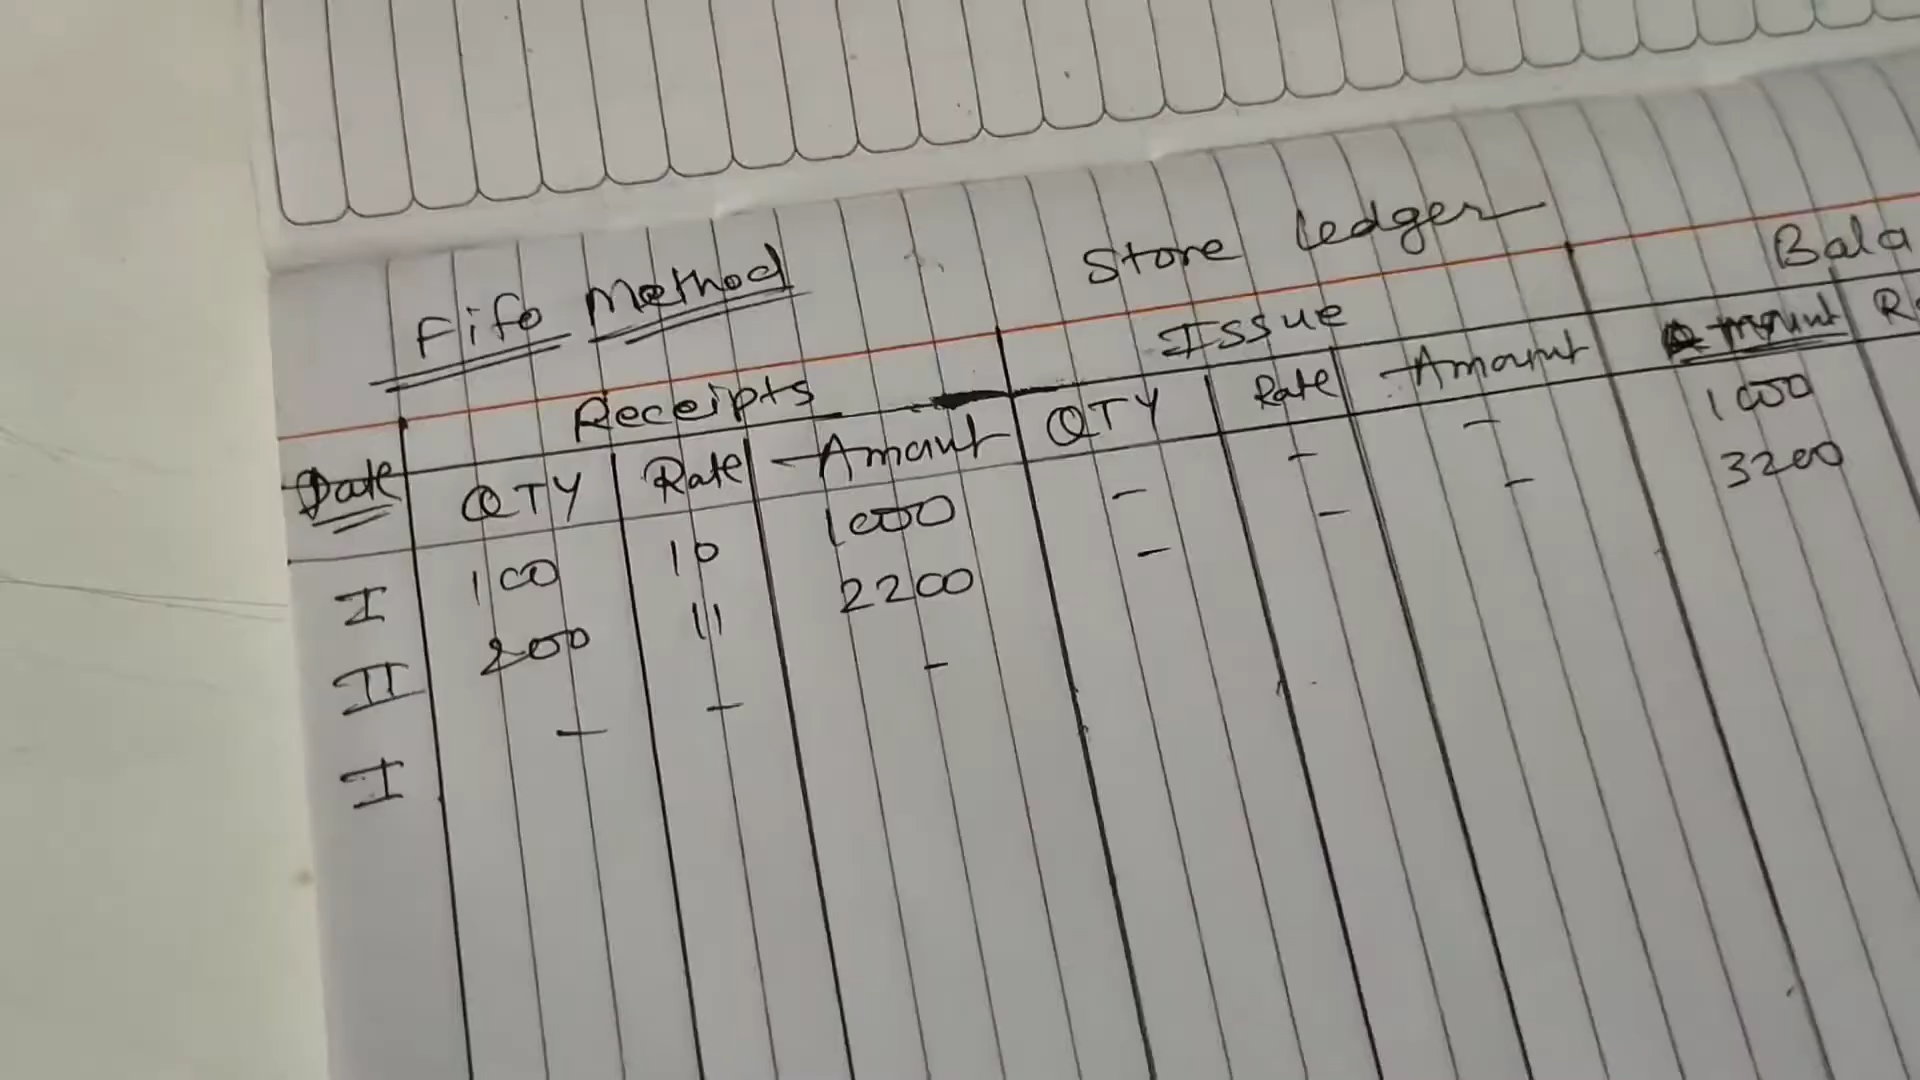 Fifo Method
Store ledger
Receipts Issue Bala
Date QTY Rate Amount QTY Rate Amount Amount R
I 100 10 1000 - - - 1000
II 200 11 2200 - - - 3200
I - - -